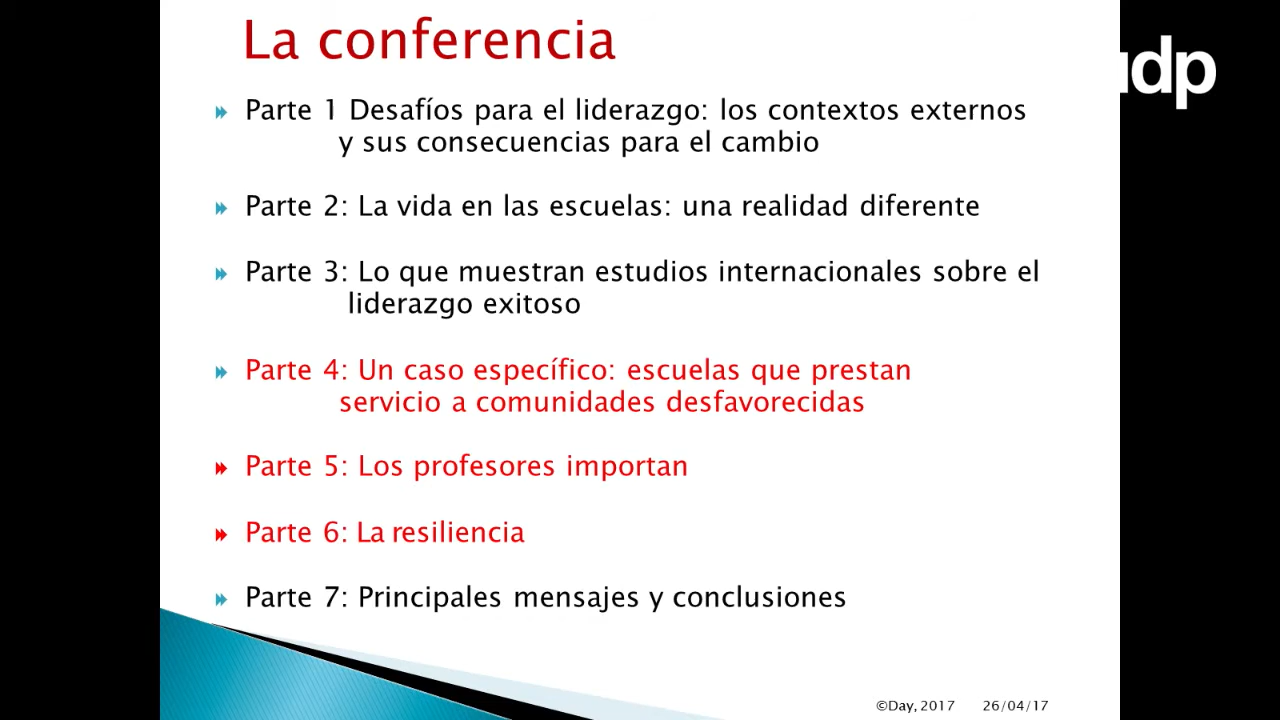 La conferencia
Parte 1 Desafíos para el liderazgo: los contextos externos
y sus consecuencias para el cambio
Parte 2: La vida en las escuelas: una realidad diferente
Parte 3: Lo que muestran estudios internacionales sobre el
liderazgo exitoso
Parte 4: Un caso específico: escuelas que prestan
servicio a comunidades desfavorecidas
Parte 5: Los profesores importan
Parte 6: La resiliencia
Parte 7: Principales mensajes y conclusiones
©Day, 2017 26/04/17